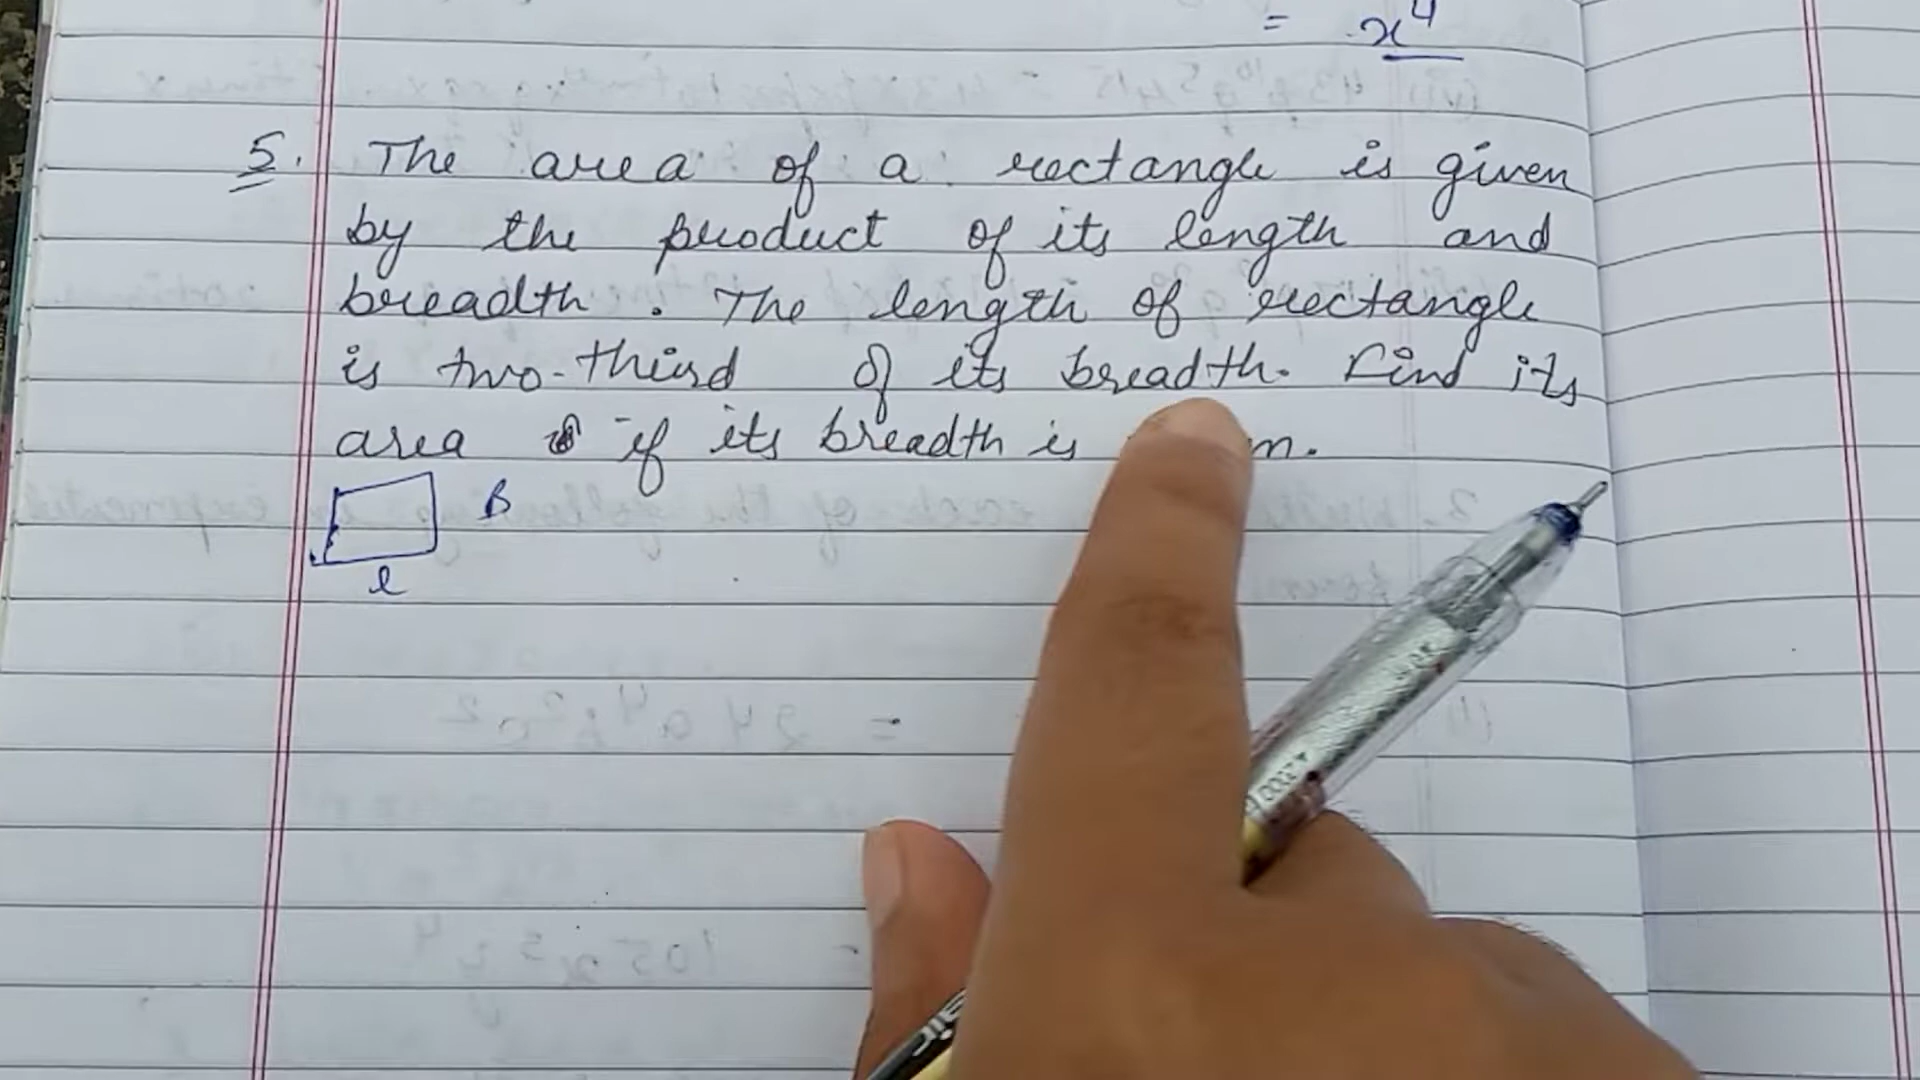 = x⁴
5. The area of a rectangle is given
by the product of its length and
breadth. The length of rectangle
is two-third of its breadth. Find its
area if its breadth is m.
B
l